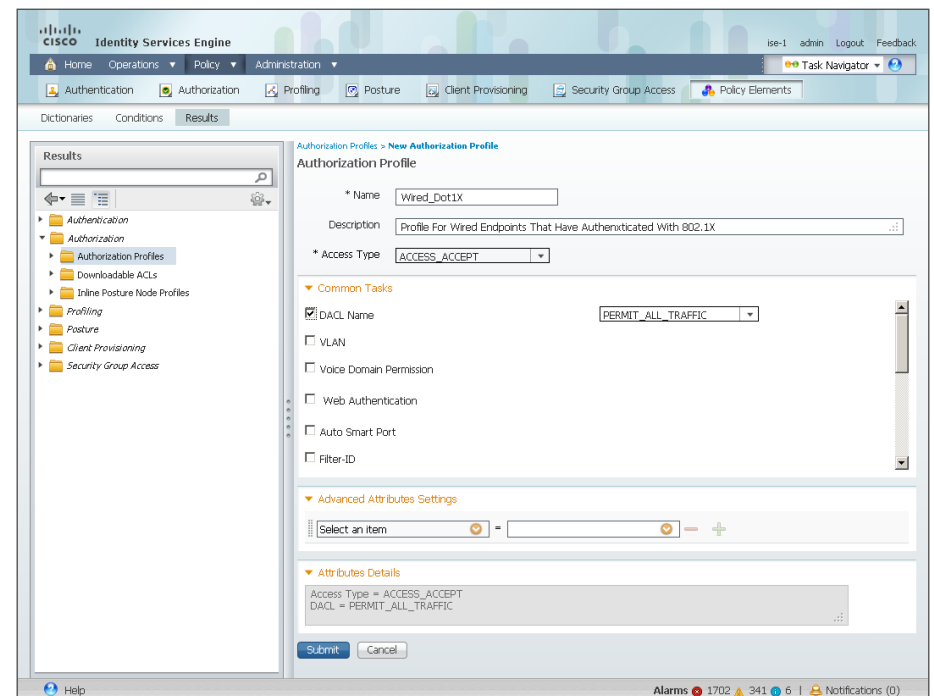 CISCO Identity Services Engine
ise-1 admin Logout Feedback
Home Operations Policy Administration
Task Navigator
Authentication Authorization Profiling Posture Client Provisioning Security Group Access Policy Elements
Dictionaries Conditions Results
Results
Authentication
Authorization
Authorization Profiles
Downloadable ACLs
Inline Posture Node Profiles
Profiling
Posture
Client Provisioning
Security Group Access
Authorization Profiles > New Authorization Profile
Authorization Profile
* Name Wired_Dot1X
Description Profile For Wired Endpoints That Have Authenxticated With 802.1X
* Access Type ACCESS_ACCEPT
Common Tasks
DACL Name PERMIT_ALL_TRAFFIC
VLAN
Voice Domain Permission
Web Authentication
Auto Smart Port
Filter-ID
Advanced Attributes Settings
Select an item =
Attributes Details
Access Type = ACCESS_ACCEPT
DACL = PERMIT_ALL_TRAFFIC
Submit Cancel
Help
Alarms 1702 341 6 | Notifications (0)